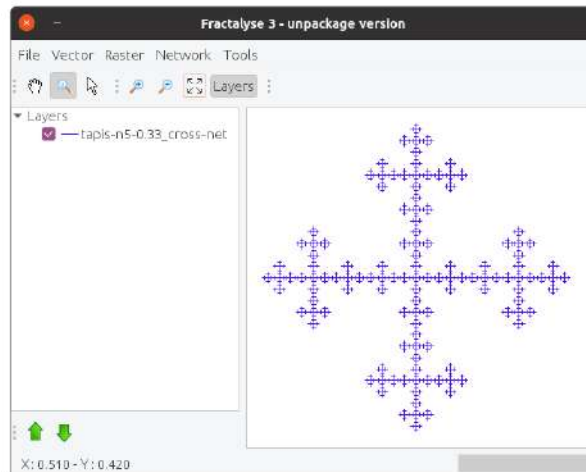 Fractalyse 3 - unpackage version
File Vector Raster Network Tools
Layers
Layers
tapis-n5-0.33_cross-net
X: 0.510 - Y: 0.420